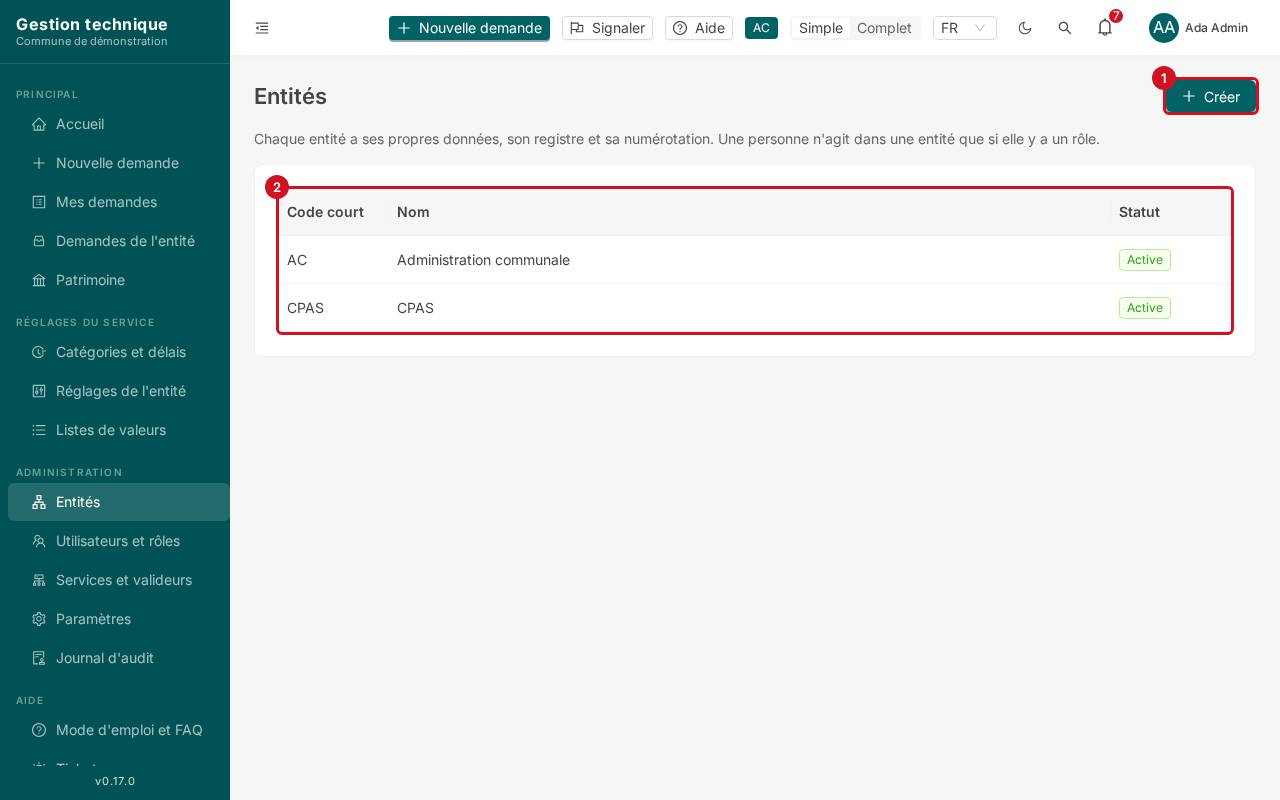 Gestion technique
Commune de démonstration
PRINCIPAL
Accueil
Nouvelle demande
Mes demandes
Demandes de l'entité
Patrimoine
RÉGLAGES DU SERVICE
Catégories et délais
Réglages de l'entité
Listes de valeurs
ADMINISTRATION
Entités
Utilisateurs et rôles
Services et valideurs
Paramètres
Journal d'audit
AIDE
Mode d'emploi et FAQ
v0.17.0
Nouvelle demande Signaler Aide AC Simple Complet FR 7 AA Ada Admin
Entités
1
Créer
Chaque entité a ses propres données, son registre et sa numérotation. Une personne n'agit dans une entité que si elle y a un rôle.
2
Code court Nom Statut
AC Administration communale Active
CPAS CPAS Active